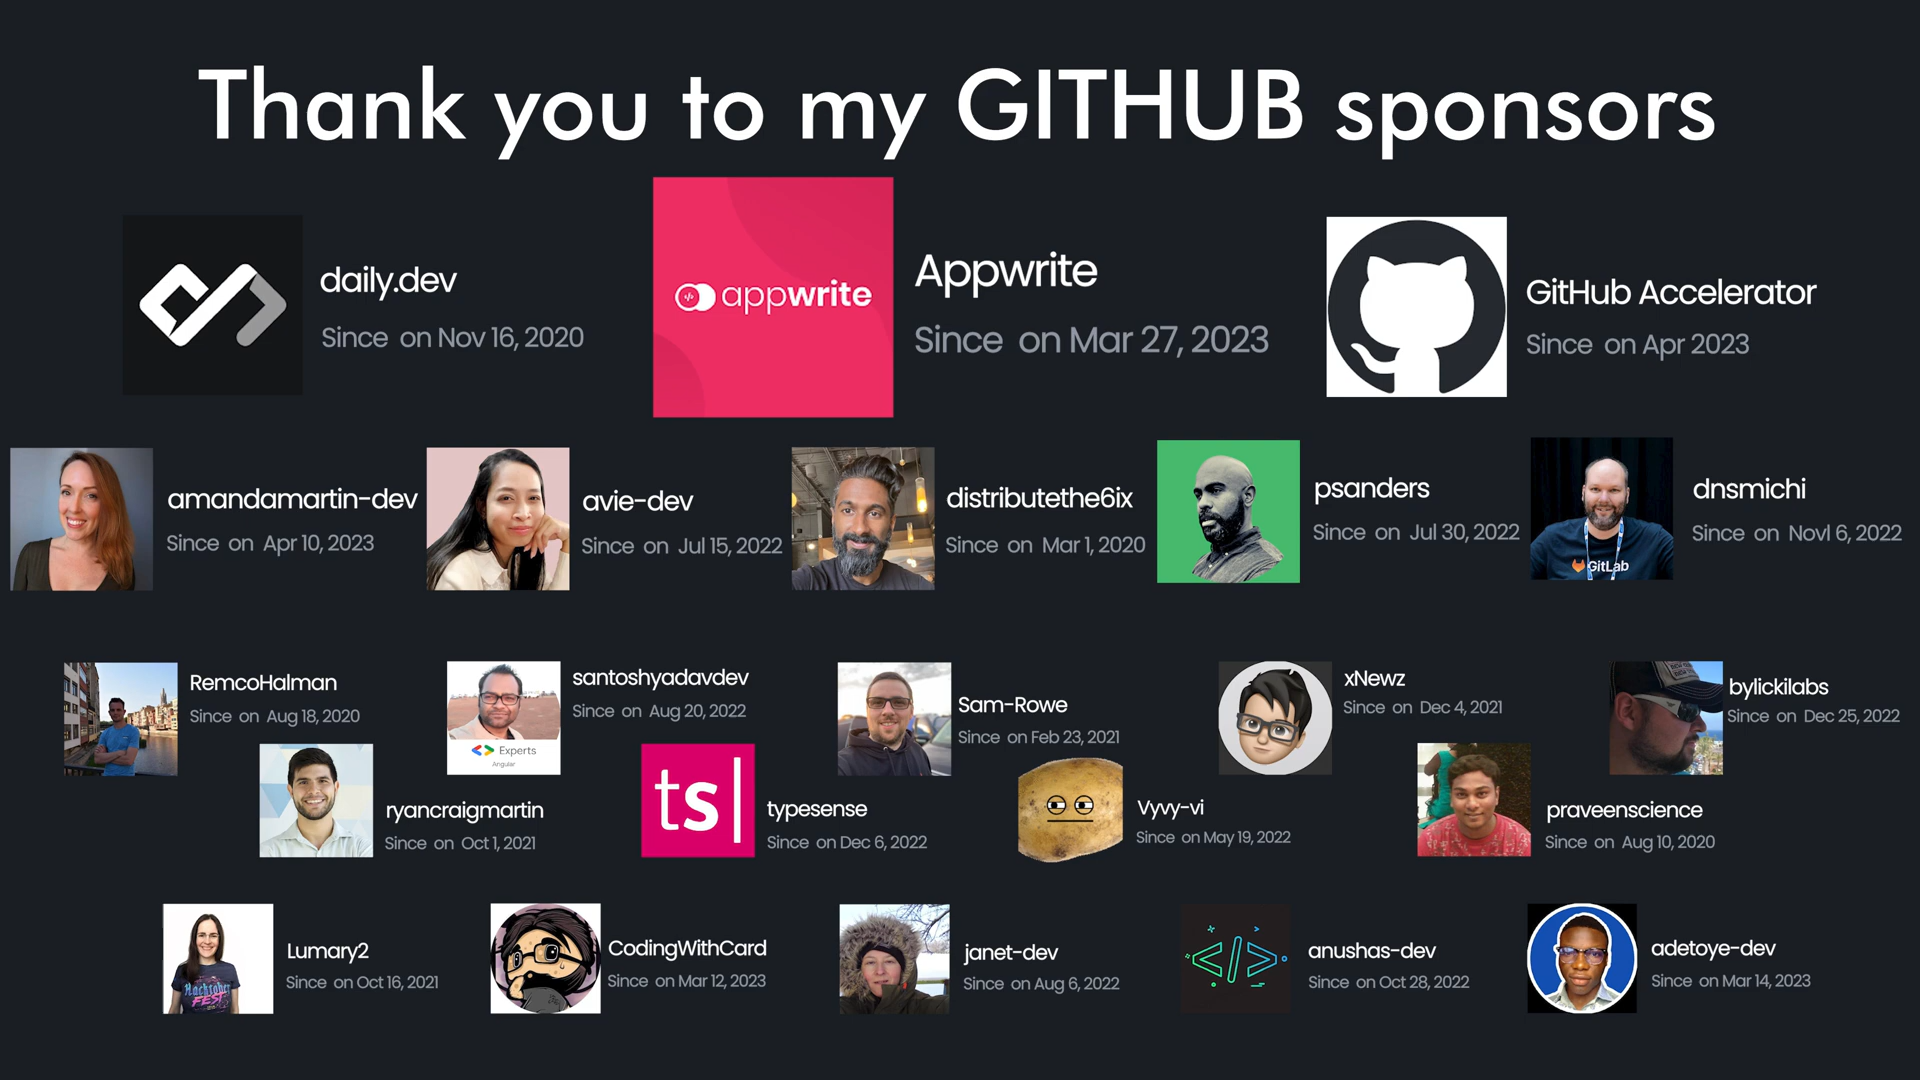 Thank you to my GITHUB sponsors
daily.dev
Since on Nov 16, 2020
appwrite
Appwrite
Since on Mar 27, 2023
GitHub Accelerator
Since on Apr 2023
amandamartin-dev
Since on Apr 10, 2023
avie-dev
Since on Jul 15, 2022
distributethe6ix
Since on Mar 1, 2020
psanders
Since on Jul 30, 2022
GitLab
dnsmichi
Since on Novl 6, 2022
RemcoHalman
Since on Aug 18, 2020
Experts
Angular
santoshyadavdev
Since on Aug 20, 2022
Sam-Rowe
Since on Feb 23, 2021
xNewz
Since on Dec 4, 2021
bylickilabs
Since on Dec 25, 2022
ryancraigmartin
Since on Oct 1, 2021
ts|
typesense
Since on Dec 6, 2022
Vyvy-vi
Since on May 19, 2022
praveenscience
Since on Aug 10, 2020
Hacktober
FEST
Lumary2
Since on Oct 16, 2021
CodingWithCard
Since on Mar 12, 2023
janet-dev
Since on Aug 6, 2022
</>
anushas-dev
Since on Oct 28, 2022
adetoye-dev
Since on Mar 14, 2023